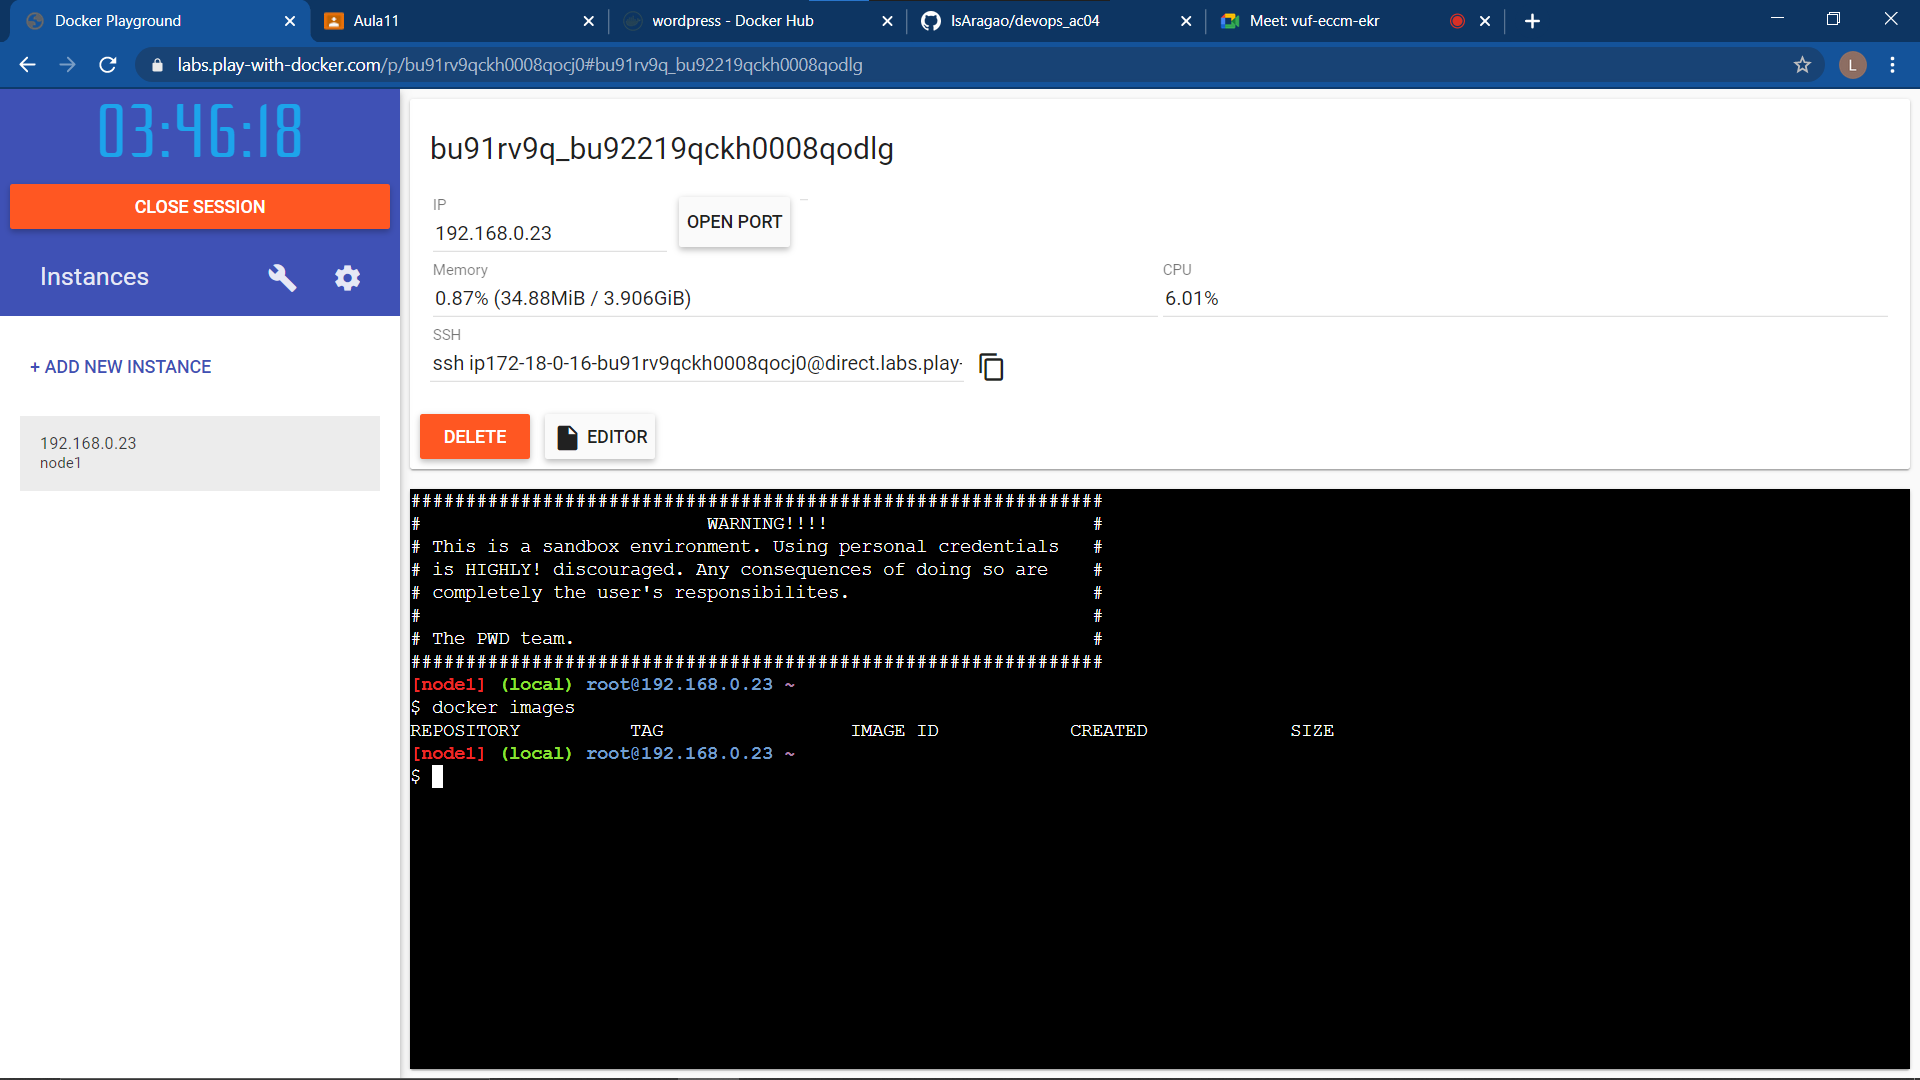 Docker Playground
Aula11
wordpress - Docker Hub
IsAragao/devops_ac04
Meet: vuf-eccm-ekr
labs.play-with-docker.com/p/bu91rv9qckh0008qocj0#bu91rv9q_bu92219qckh0008qodlg
L
03:46:18
CLOSE SESSION
Instances
+ ADD NEW INSTANCE
192.168.0.23
node1
bu91rv9q_bu92219qckh0008qodlg
IP
192.168.0.23
OPEN PORT
Memory
0.87% (34.88MiB / 3.906GiB)
CPU
6.01%
SSH
ssh ip172-18-0-16-bu91rv9qckh0008qocj0@direct.labs.play-
DELETE
EDITOR
###############################################################
# WARNING!!!! #
# This is a sandbox environment. Using personal credentials #
# is HIGHLY! discouraged. Any consequences of doing so are #
# completely the user's responsibilites. #
# #
# The PWD team. #
###############################################################
[node1] (local) root@192.168.0.23 ~
$ docker images
REPOSITORY TAG IMAGE ID CREATED SIZE
[node1] (local) root@192.168.0.23 ~
$